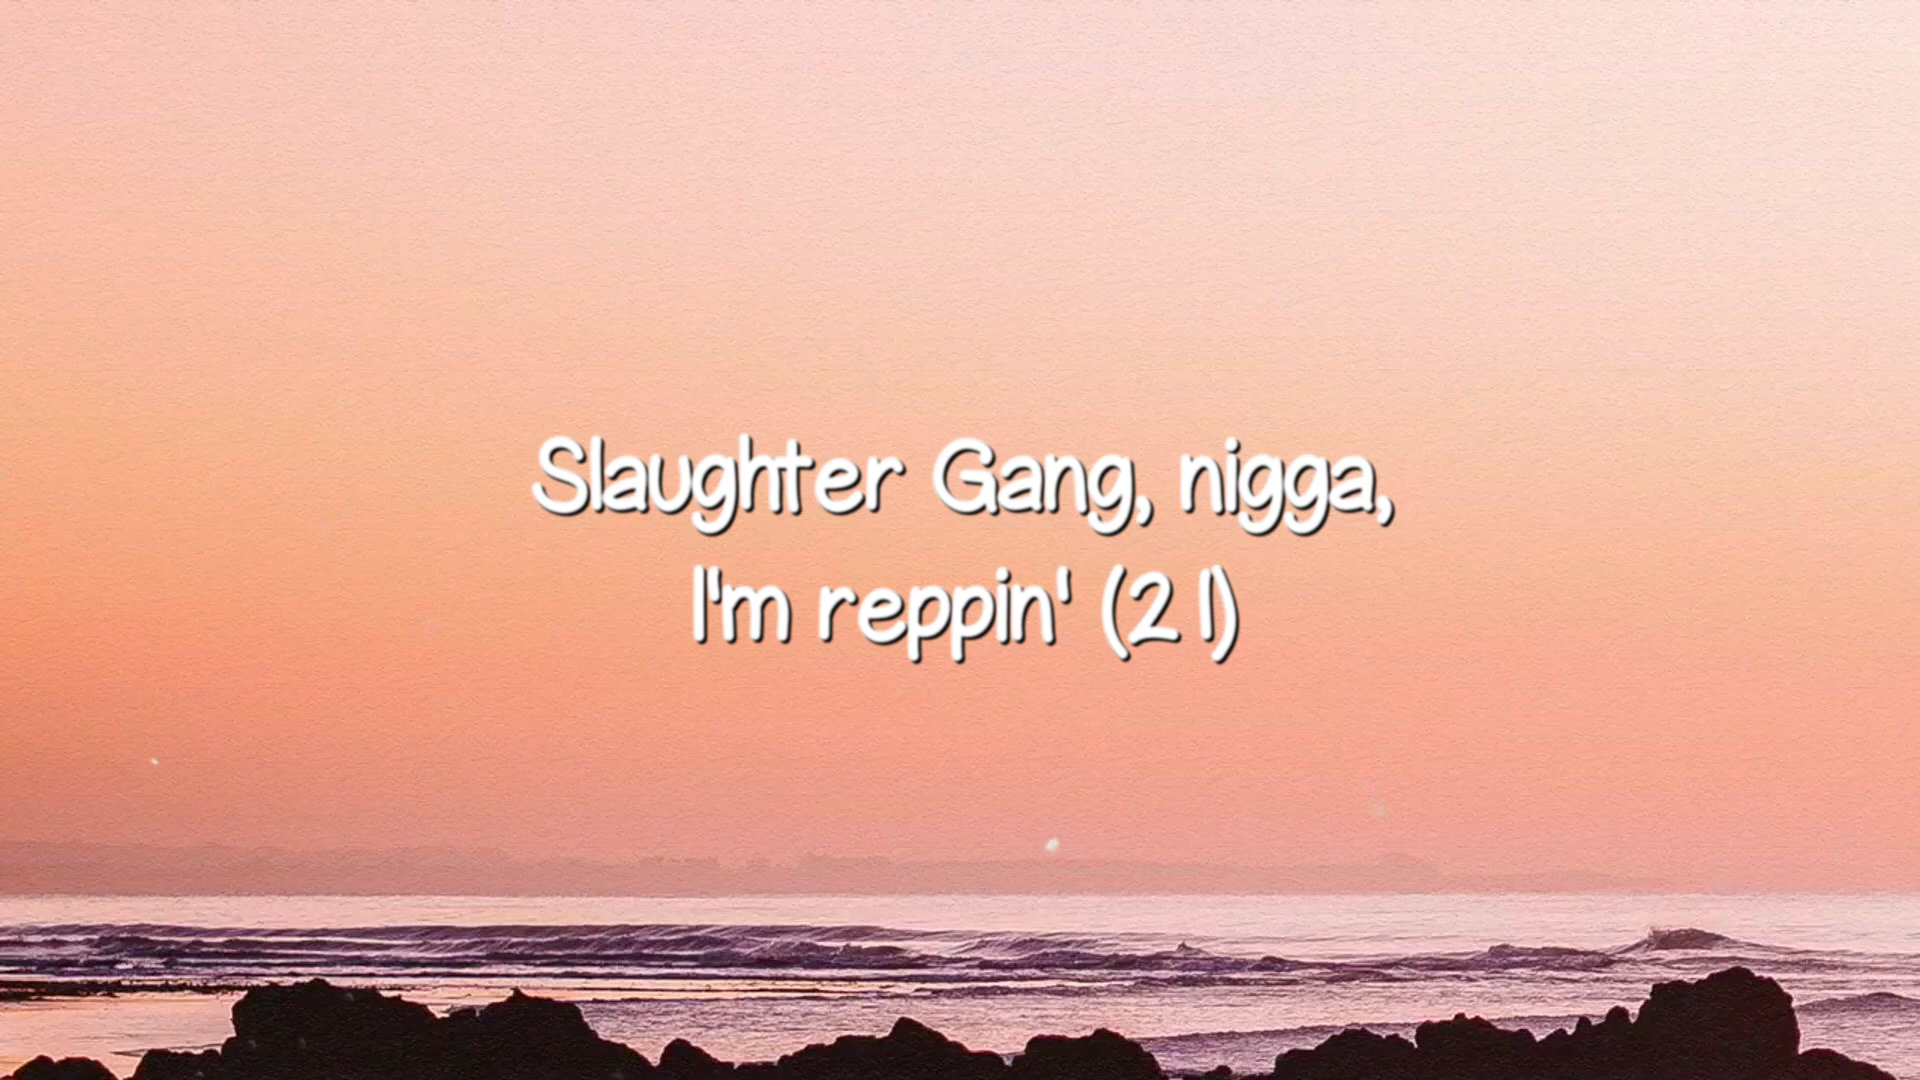 Slaughter Gang, nigga,
I'm reppin' (21)